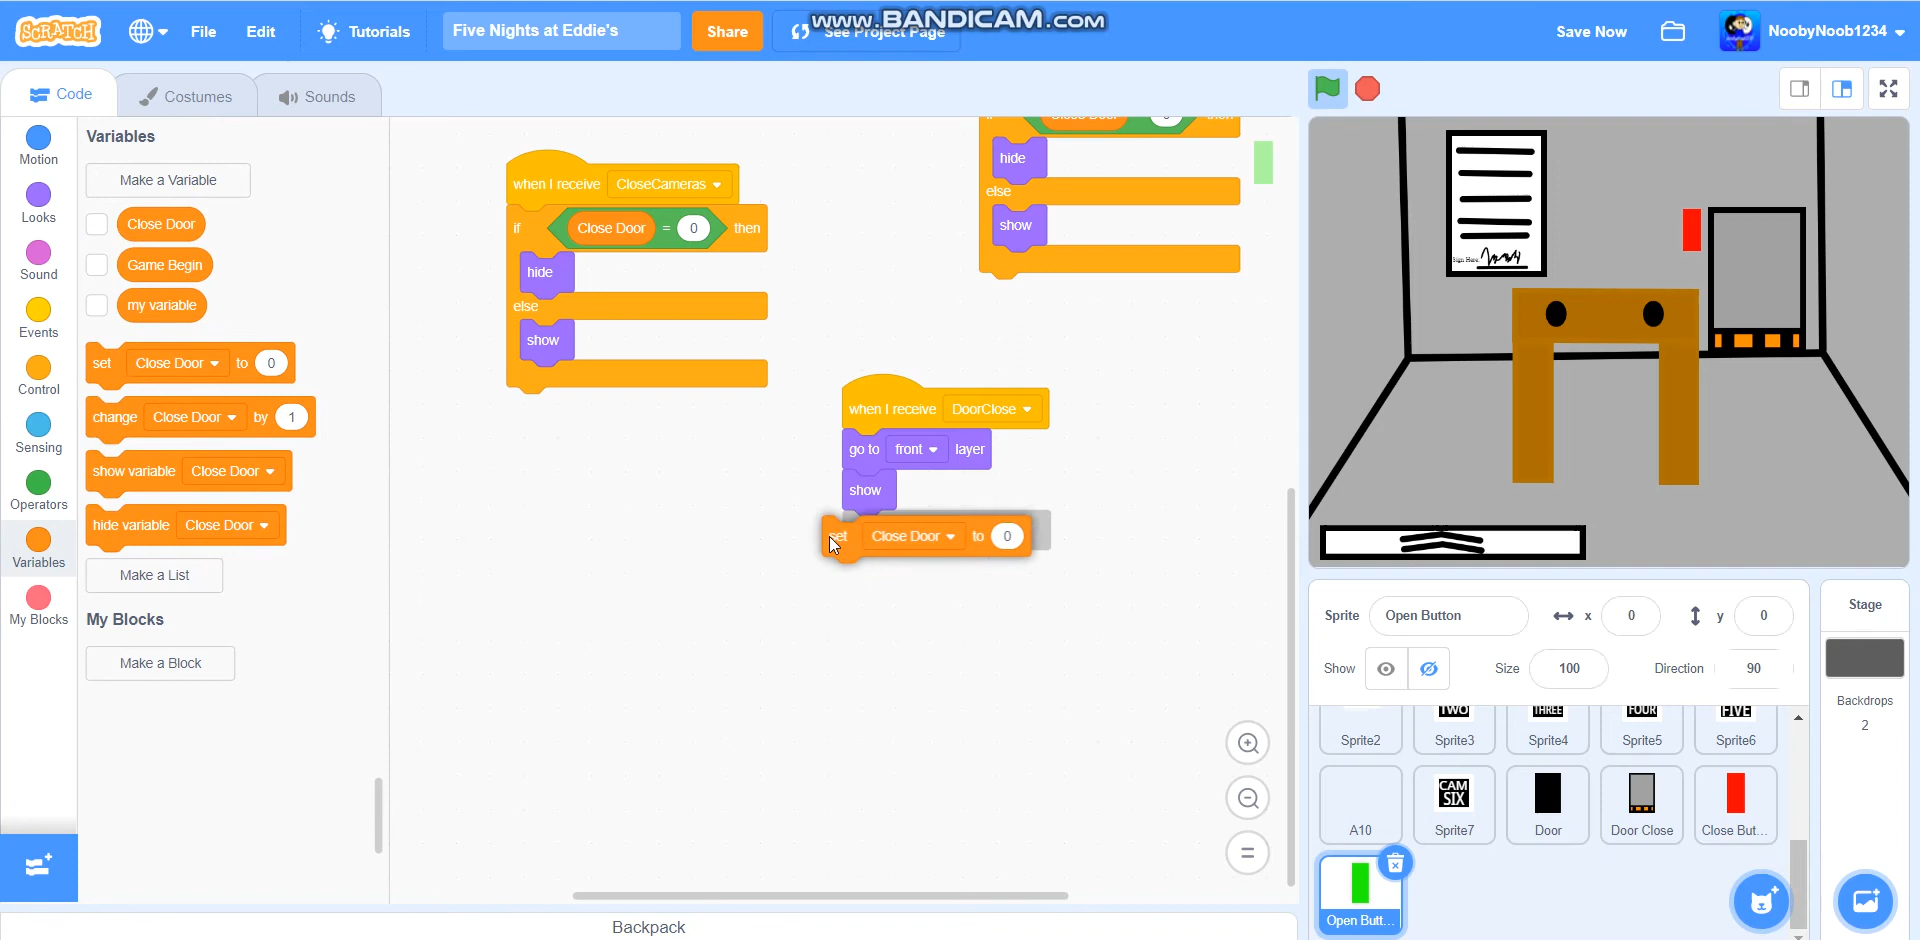 www.BANDICAM.com
SCRATCH
File
Edit
Tutorials
Five Nights at Eddie's
Share
See Project Page
Save Now
NoobyNoob1234
Code
Costumes
Sounds
Motion
Looks
Sound
Events
Control
Sensing
Operators
Variables
My Blocks
Variables
Make a Variable
Close Door
Game Begin
my variable
set Close Door to 0
change Close Door by 1
show variable Close Door
hide variable Close Door
Make a List
My Blocks
Make a Block
when I receive CloseCameras
if Close Door = 0 then
hide
else
show
hide
else
show
when I receive DoorClose
go to front layer
show
set Close Door to 0
Backpack
Sign Here:
Sprite Open Button x 0 y 0
Show Size 100 Direction 90
TWO THREE FOUR FIVE
Sprite2 Sprite3 Sprite4 Sprite5 Sprite6
CAM
SIX
A10 Sprite7 Door Door Close Close But...
Open Butt...
Stage
Backdrops
2